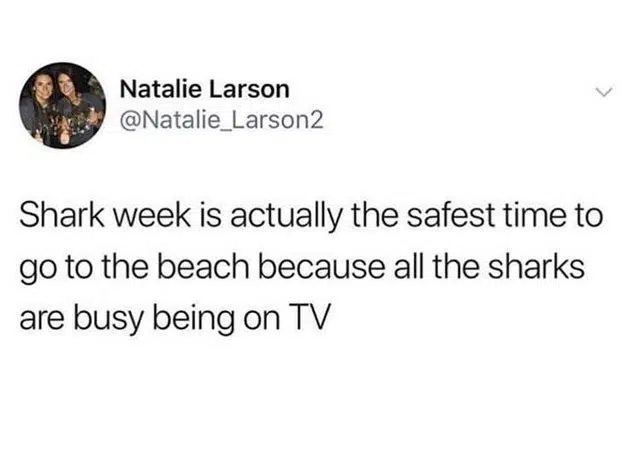 Natalie Larson
@Natalie_Larson2
Shark week is actually the safest time to
go to the beach because all the sharks
are busy being on TV